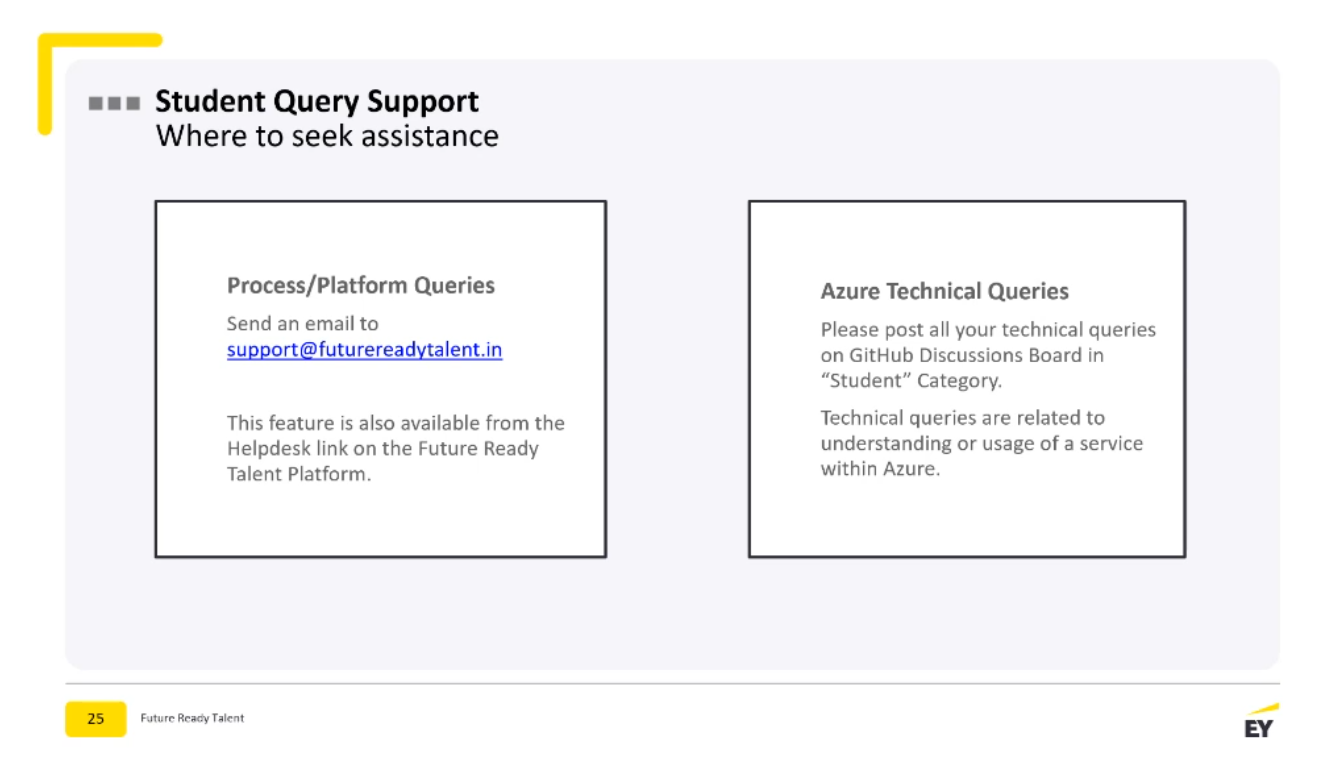 Student Query Support
Where to seek assistance
Process/Platform Queries
Send an email to
support@futurereadytalent.in
This feature is also available from the
Helpdesk link on the Future Ready
Talent Platform.
Azure Technical Queries
Please post all your technical queries
on GitHub Discussions Board in
“Student” Category.
Technical queries are related to
understanding or usage of a service
within Azure.
25
Future Ready Talent
EY